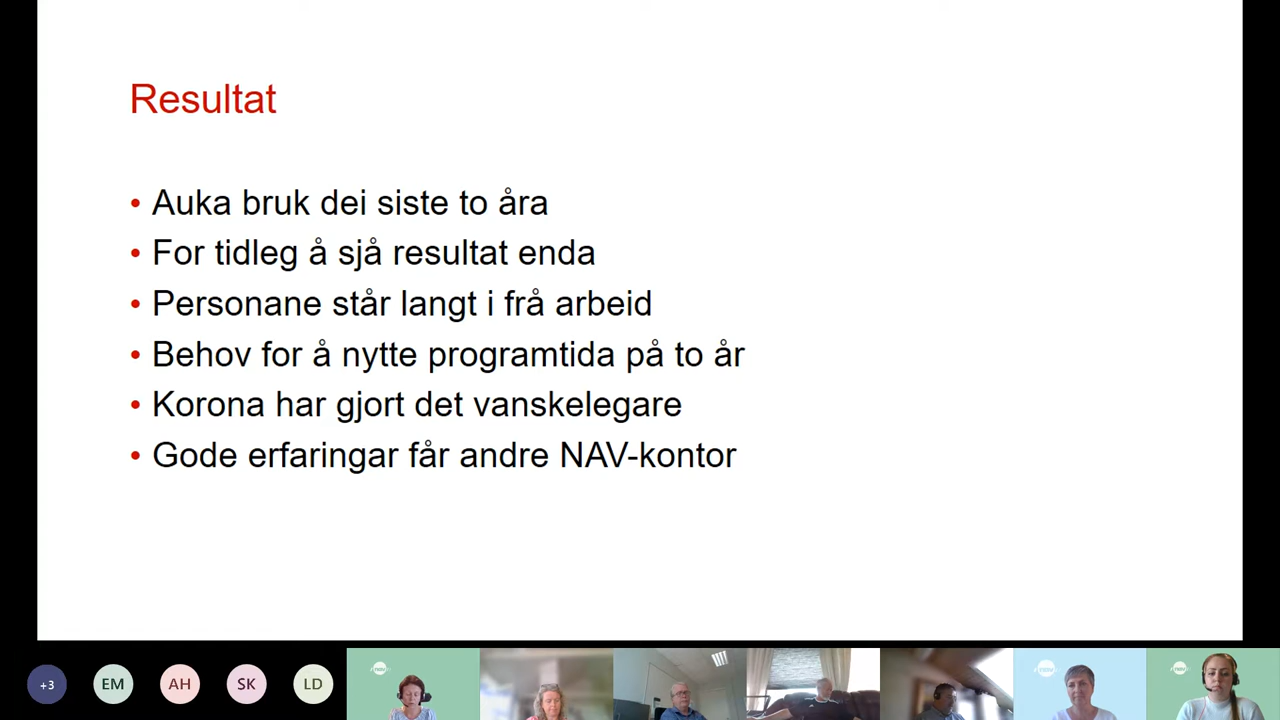 Resultat
• Auka bruk dei siste to åra
• For tidleg å sjå resultat enda
• Personane står langt i frå arbeid
• Behov for å nytte programtida på to år
• Korona har gjort det vanskelegare
• Gode erfaringar får andre NAV-kontor
+3 EM AH SK LD